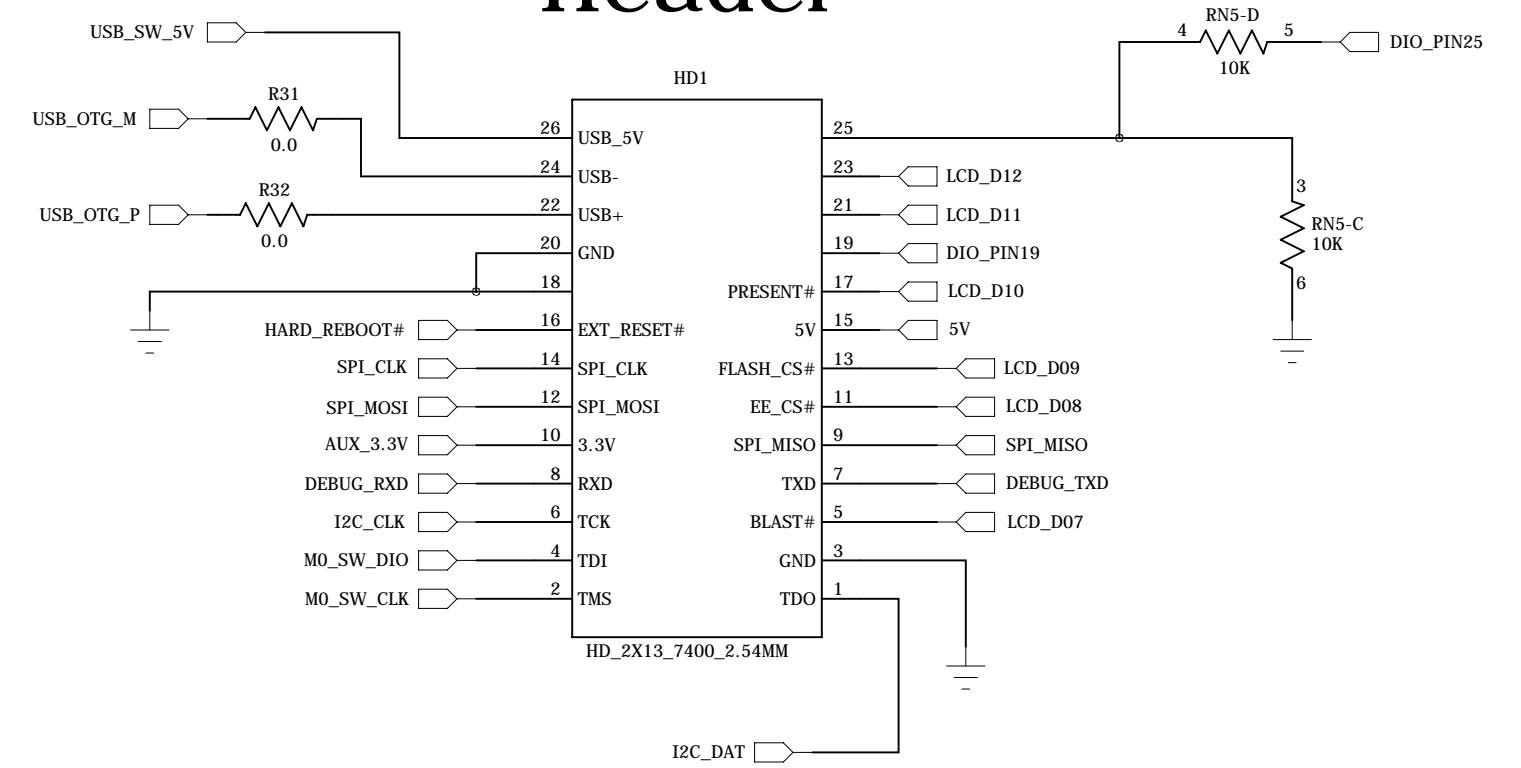 Header
USB_SW_5V
RN5-D
4 5 DIO_PIN25
10K
HD1
R31
USB_OTG_M
0.0
26 USB_5V 25
24 USB- 23 LCD_D12
R32
USB_OTG_P 22 USB+ 21 LCD_D11
0.0
3
RN5-C
10K
6
20 GND 19 DIO_PIN19
18 PRESENT# 17 LCD_D10
HARD_REBOOT# 16 EXT_RESET# 5V 15 5V
SPI_CLK 14 SPI_CLK FLASH_CS# 13 LCD_D09
SPI_MOSI 12 SPI_MOSI EE_CS# 11 LCD_D08
AUX_3.3V 10 3.3V SPI_MISO 9 SPI_MISO
DEBUG_RXD 8 RXD TXD 7 DEBUG_TXD
I2C_CLK 6 TCK BLAST# 5 LCD_D07
M0_SW_DIO 4 TDI GND 3
M0_SW_CLK 2 TMS TDO 1
HD_2X13_7400_2.54MM
I2C_DAT